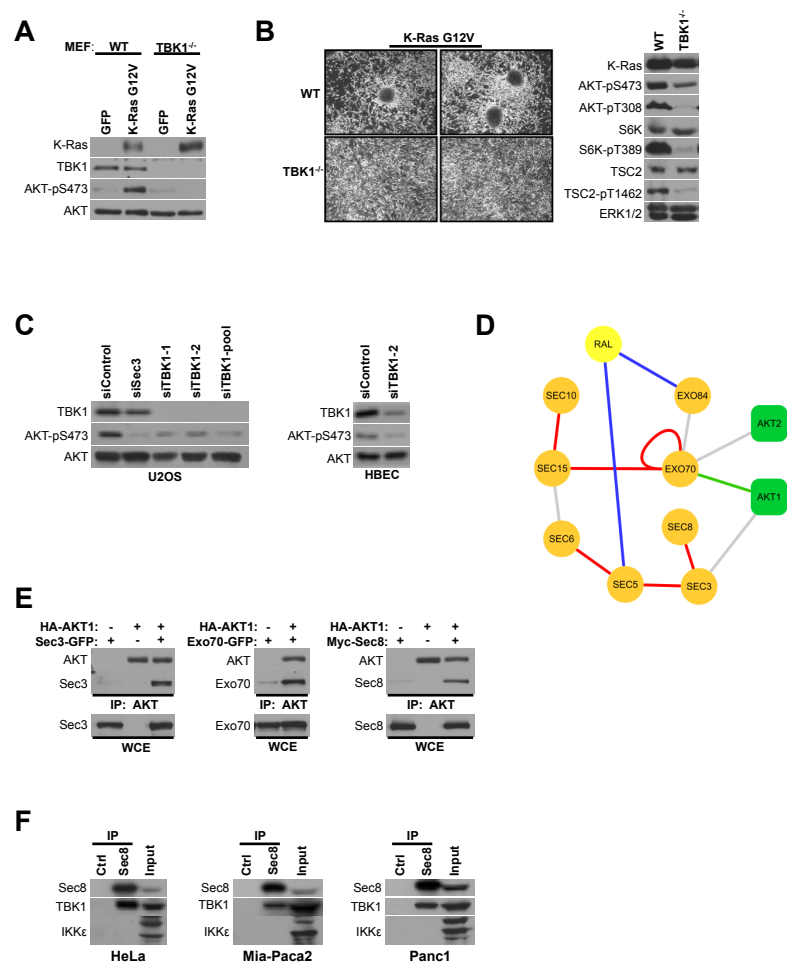 A
MEF: WT TBK1-/-
GFP K-Ras G12V GFP K-Ras G12V
K-Ras
TBK1
AKT-pS473
AKT
B
K-Ras G12V
WT
TBK1-/-
WT TBK1-/-
K-Ras
AKT-pS473
AKT-pT308
S6K
S6K-pT389
TSC2
TSC2-pT1462
ERK1/2
C
siControl siSec3 siTBK1-1 siTBK1-2 siTBK1-pool
TBK1
AKT-pS473
AKT
U2OS
siControl siTBK1-2
TBK1
AKT-pS473
AKT
HBEC
D
RAL
SEC10
EXO84
AKT2
SEC15
EXO70
AKT1
SEC8
SEC6
SEC5
SEC3
E
HA-AKT1: - + +
Sec3-GFP: + - +
AKT
Sec3
IP: AKT
Sec3
WCE
HA-AKT1: - +
Exo70-GFP: + +
AKT
Exo70
IP: AKT
Exo70
WCE
HA-AKT1: - + +
Myc-Sec8: + - +
AKT
Sec8
IP: AKT
Sec8
WCE
F
IP
Ctrl Sec8 Input
Sec8
TBK1
IKKε
HeLa
IP
Ctrl Sec8 Input
Sec8
TBK1
IKKε
Mia-Paca2
IP
Ctrl Sec8 Input
Sec8
TBK1
IKKε
Panc1